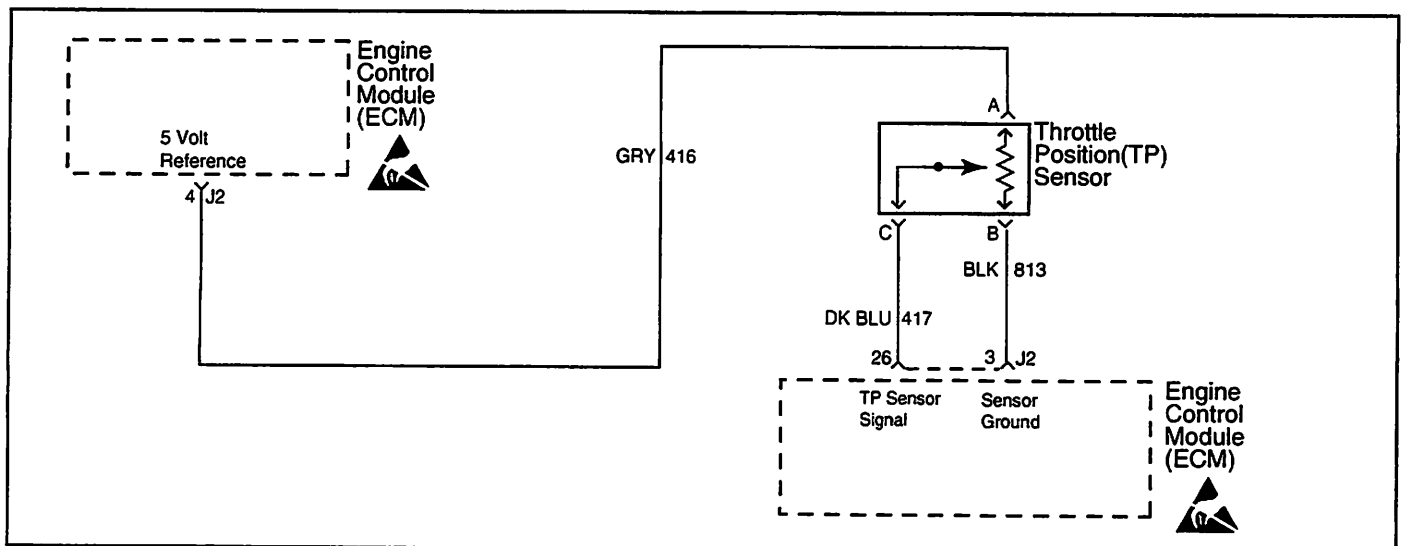 Engine
Control
Module
(ECM)
5 Volt
Reference
4 J2
GRY 416
A
Throttle
Position(TP)
Sensor
C B
BLK 813
DK BLU 417
26 3 J2
TP Sensor
Signal
Sensor
Ground
Engine
Control
Module
(ECM)